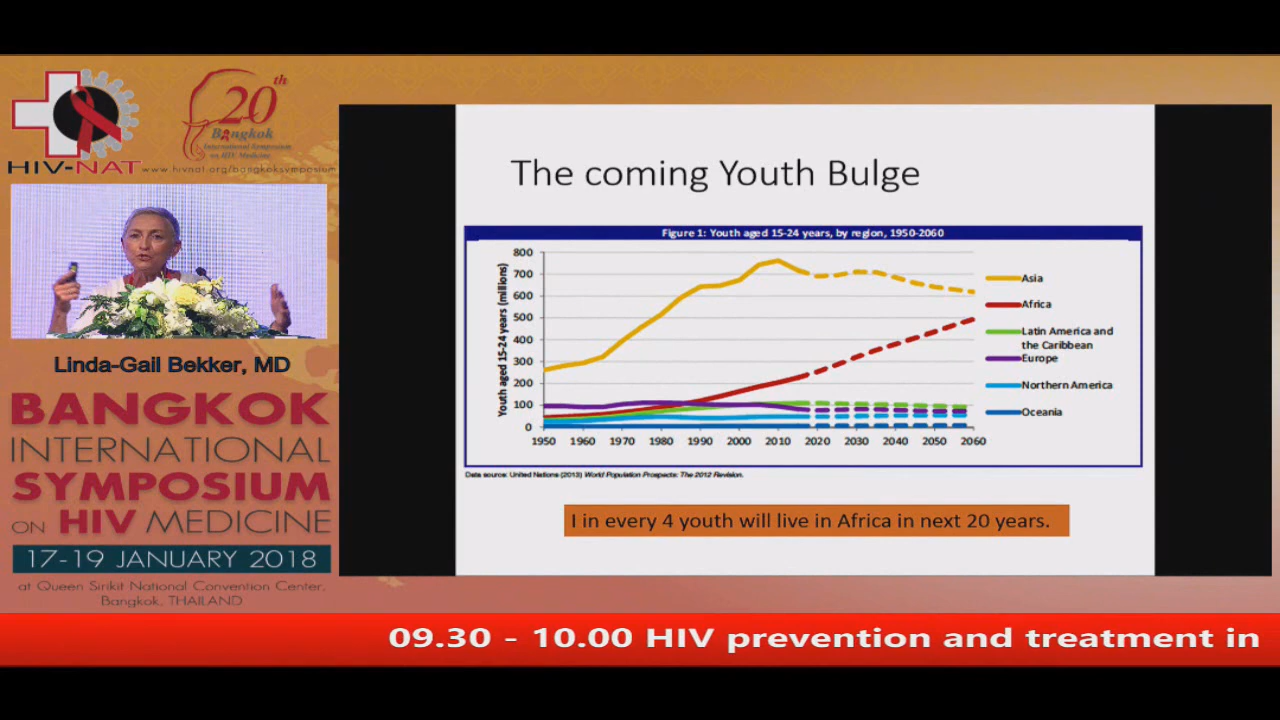 HIV-NAT
www.hivnat.org/bangkoksymposium
20th
Bangkok
International Symposium
on HIV Medicine
Linda-Gail Bekker, MD
BANGKOK
INTERNATIONAL
SYMPOSIUM
ON HIV MEDICINE
17-19 JANUARY 2018
at Queen Sirikit National Convention Center,
Bangkok, THAILAND
The coming Youth Bulge
Figure 1: Youth aged 15-24 years, by region, 1950-2060
Youth aged 15-24 years (millions)
800
700
600
500
400
300
200
100
0
1950 1960 1970 1980 1990 2000 2010 2020 2030 2040 2050 2060
Asia
Africa
Latin America and
the Caribbean
Europe
Northern America
Oceania
Data source: United Nations (2013) World Population Prospects: The 2012 Revision.
I in every 4 youth will live in Africa in next 20 years.
09.30 - 10.00 HIV prevention and treatment in